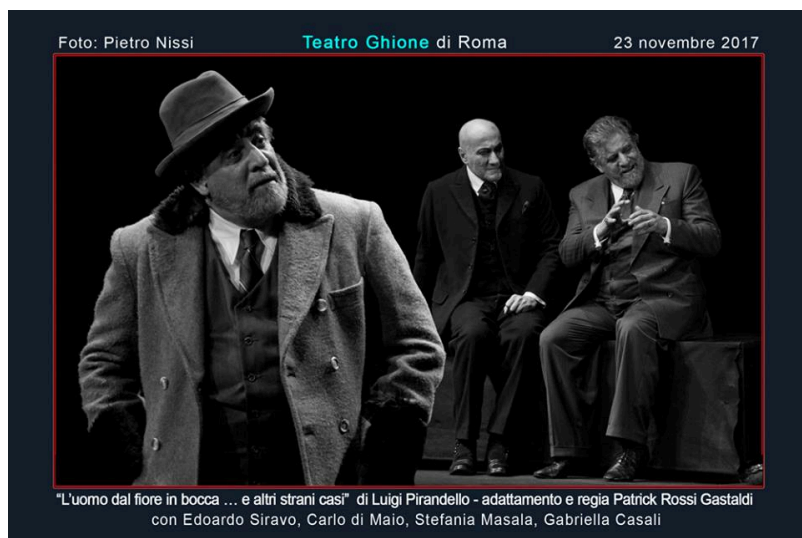 Foto: Pietro Nissi Teatro Ghione di Roma 23 novembre 2017
“L'uomo dal fiore in bocca ... e altri strani casi” di Luigi Pirandello - adattamento e regia Patrick Rossi Gastaldi
con Edoardo Siravo, Carlo di Maio, Stefania Masala, Gabriella Casali